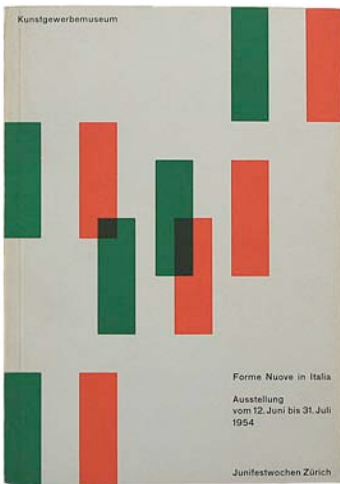 Kunstgewerbemuseum
Forme Nuove in Italia
Ausstellung
vom 12. Juni bis 31. Juli
1954
Junifestwochen Zürich